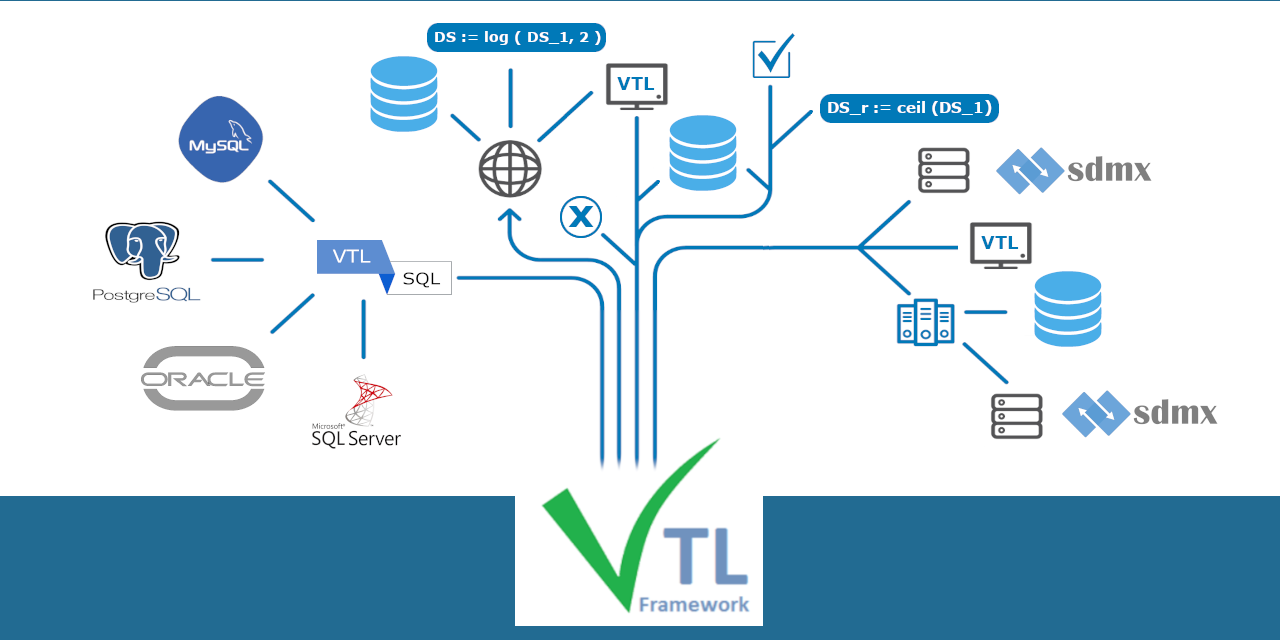 DS := log ( DS_1, 2 )
VTL
DS_r := ceil (DS_1)
MySQL
sdmx
X
VTL
VTL
SQL
PostgreSQL
ORACLE
sdmx
Microsoft®
SQL Server
VTL
Framework